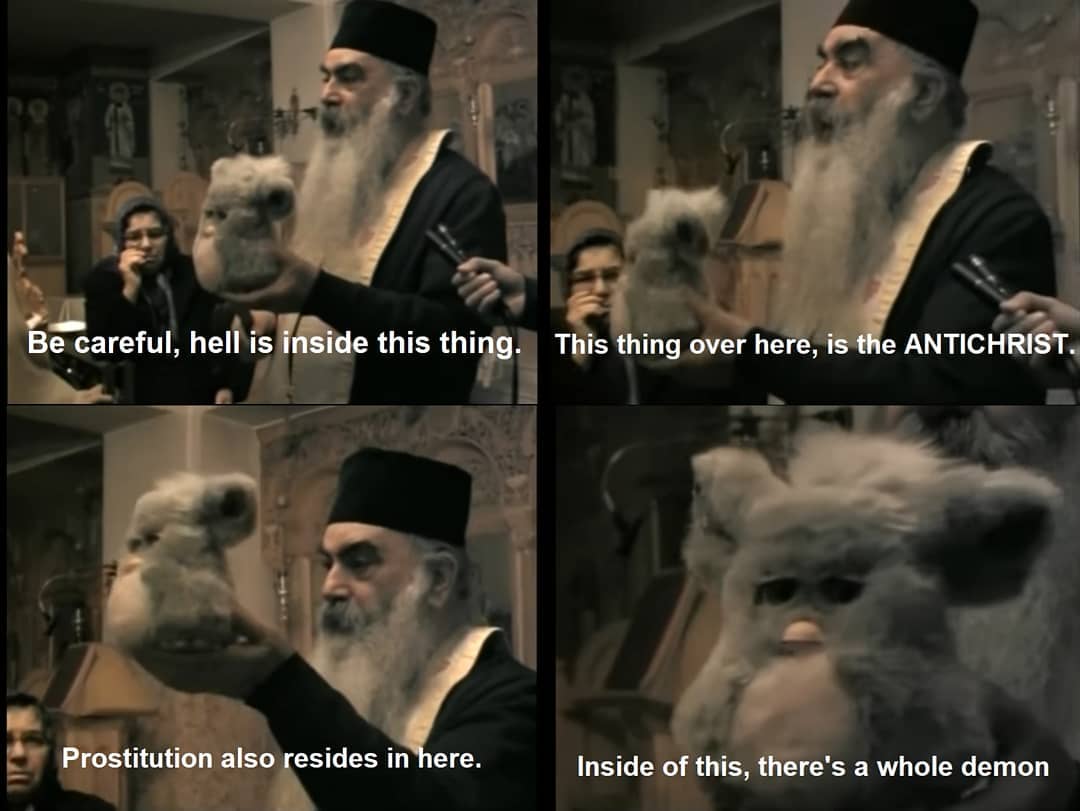 Be careful, hell is inside this thing.
This thing over here, is the ANTICHRIST.
Prostitution also resides in here.
Inside of this, there's a whole demon